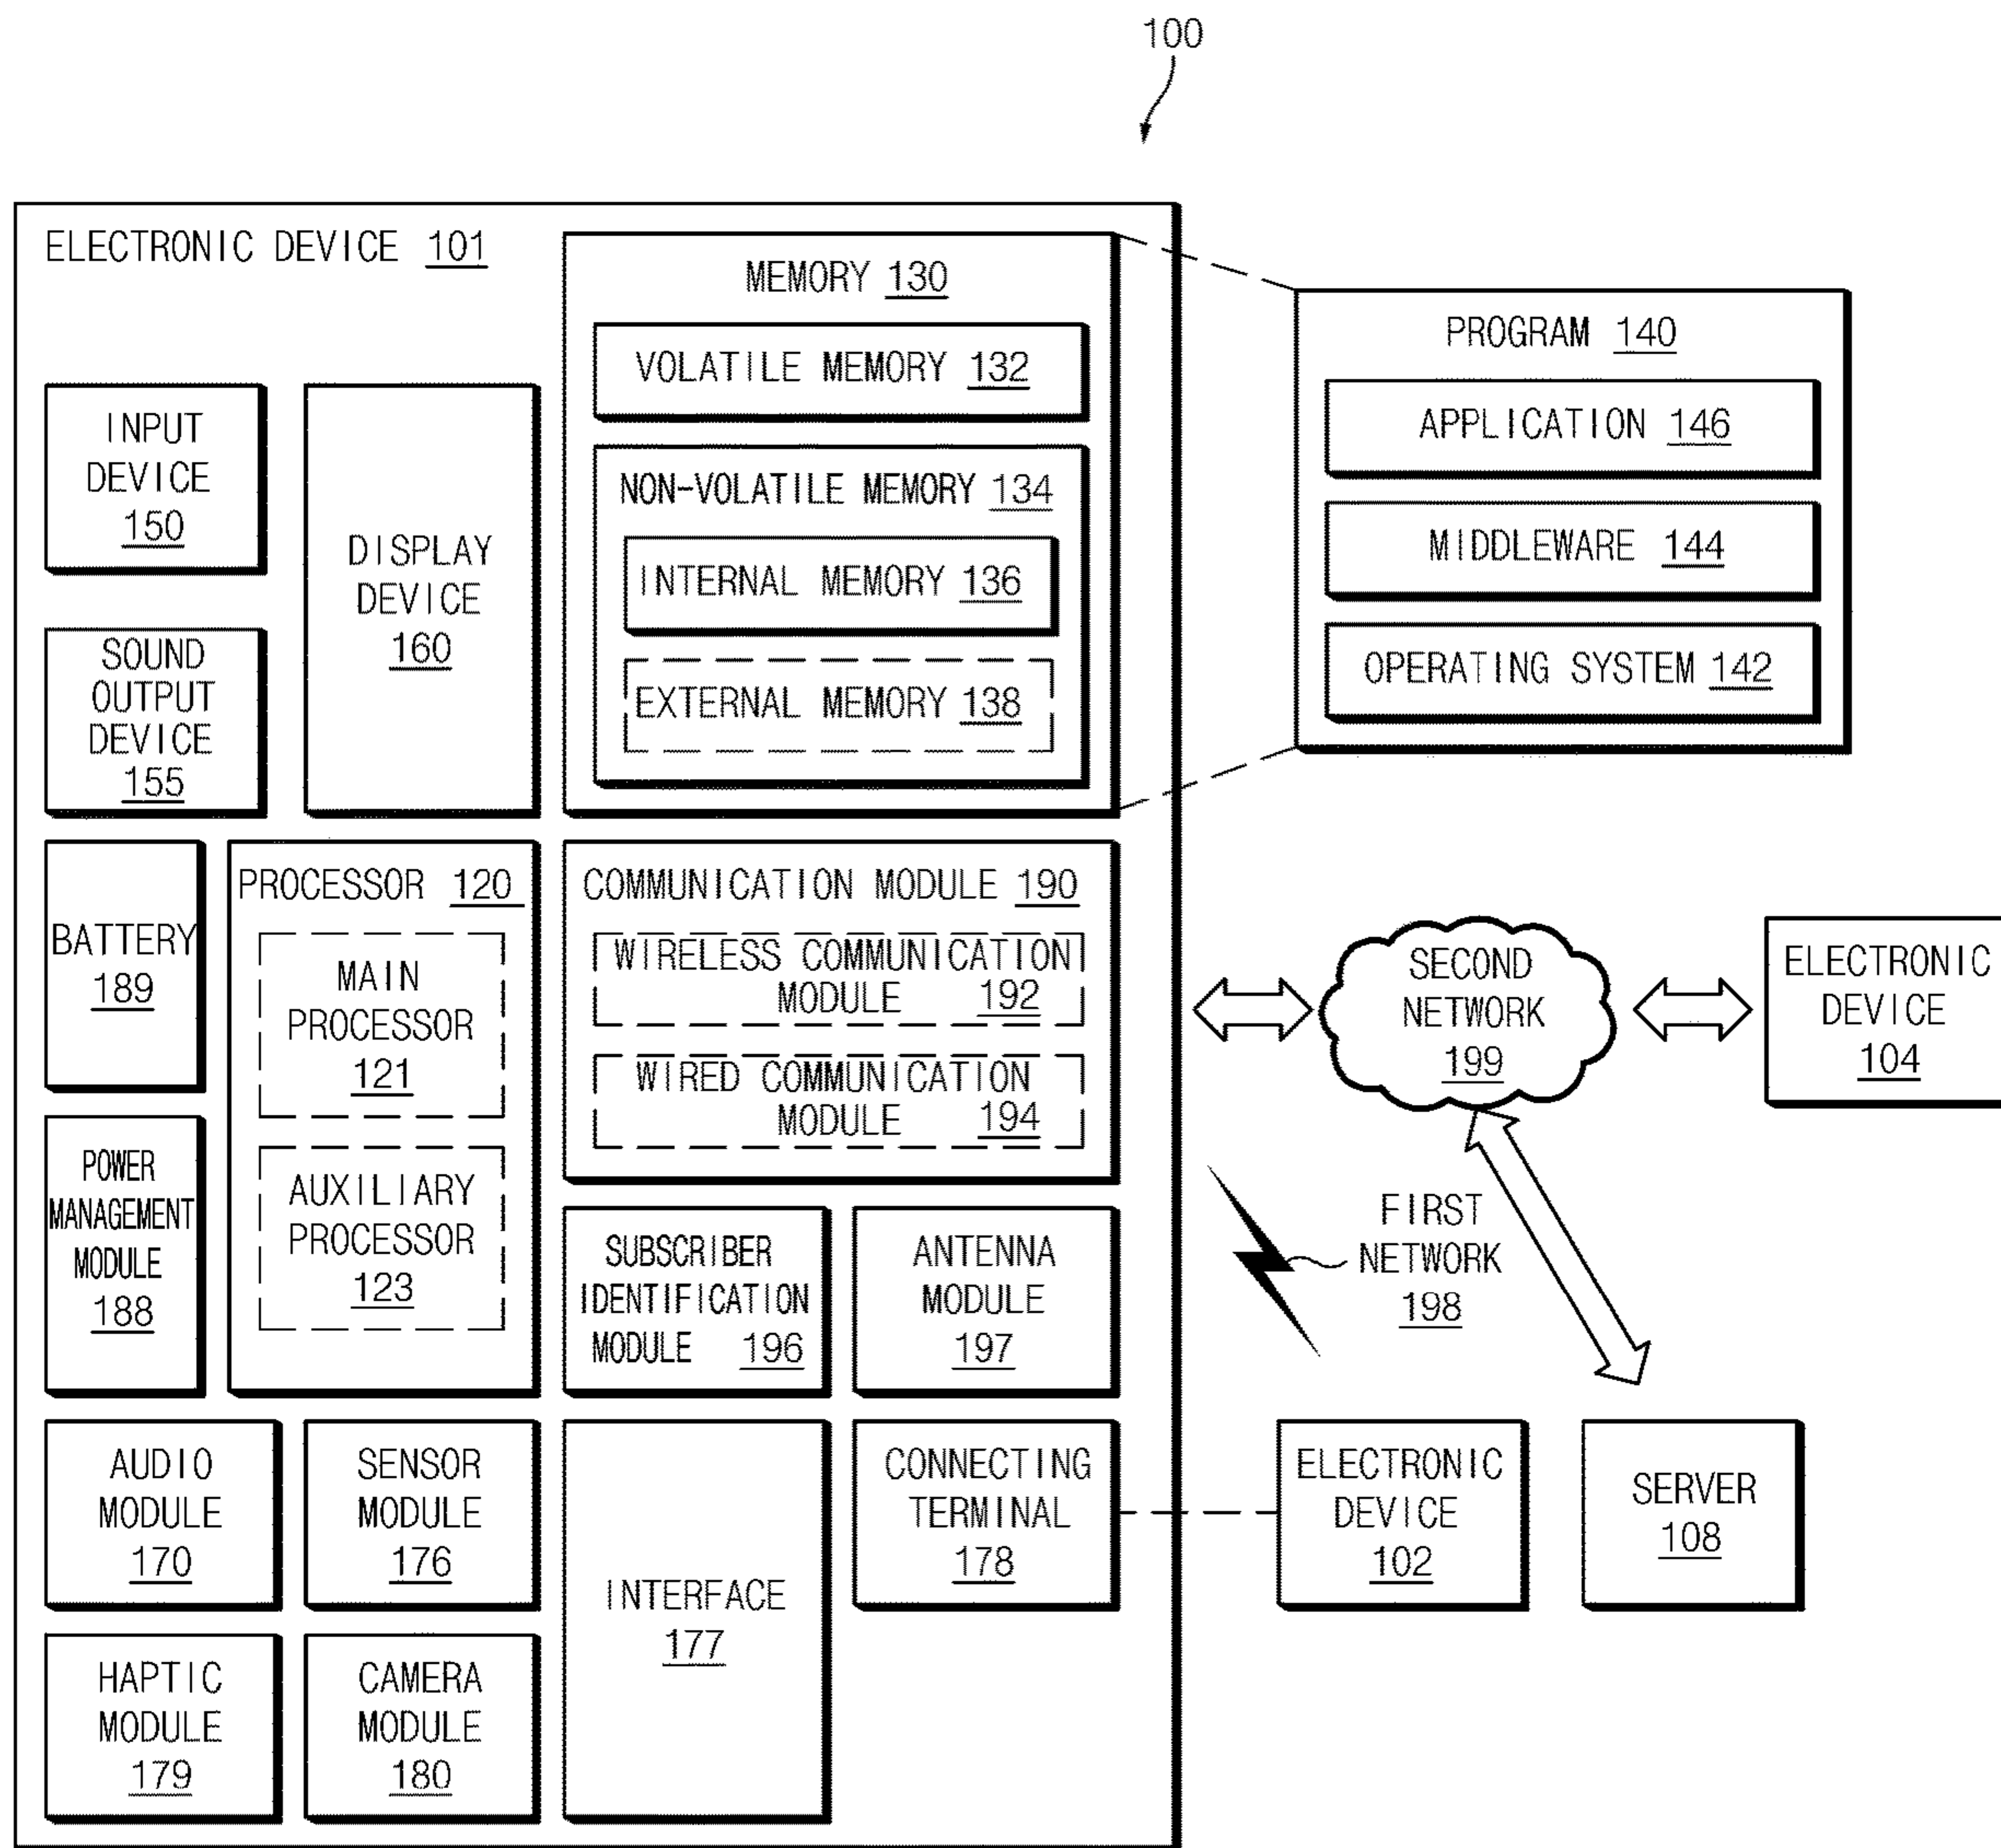 100
ELECTRONIC DEVICE 101
MEMORY 130
VOLATILE MEMORY 132
NON-VOLATILE MEMORY 134
INTERNAL MEMORY 136
EXTERNAL MEMORY 138
PROGRAM 140
APPLICATION 146
MIDDLEWARE 144
OPERATING SYSTEM 142
INPUT
DEVICE
150
DISPLAY
DEVICE
160
SOUND
OUTPUT
DEVICE
155
BATTERY
189
PROCESSOR 120
MAIN
PROCESSOR
121
AUXILIARY
PROCESSOR
123
COMMUNICATION MODULE 190
WIRELESS COMMUNICATION
MODULE 192
WIRED COMMUNICATION
MODULE 194
SECOND
NETWORK
199
ELECTRONIC
DEVICE
104
POWER
MANAGEMENT
MODULE
188
SUBSCRIBER
IDENTIFICATION
MODULE 196
ANTENNA
MODULE
197
FIRST
NETWORK
198
AUDIO
MODULE
170
SENSOR
MODULE
176
INTERFACE
177
CONNECTING
TERMINAL
178
ELECTRONIC
DEVICE
102
SERVER
108
HAPTIC
MODULE
179
CAMERA
MODULE
180